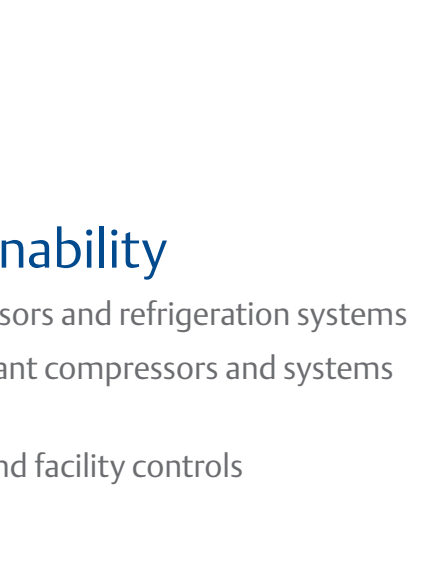 nability
sors and refrigeration systems
ant compressors and systems
nd facility controls